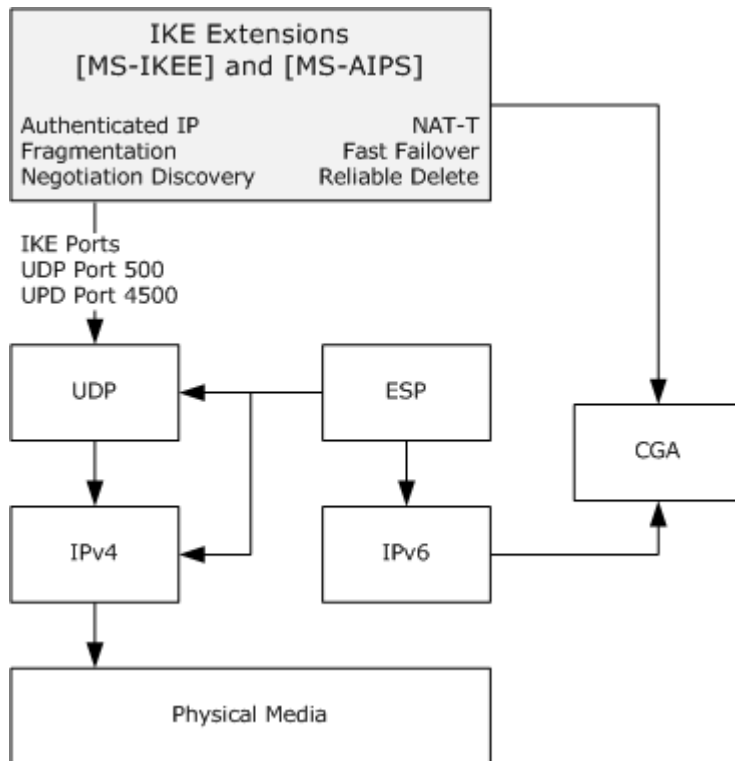 IKE Extensions
[MS-IKEE] and [MS-AIPS]
Authenticated IP
NAT-T
Fragmentation
Fast Failover
Negotiation Discovery
Reliable Delete
IKE Ports
UDP Port 500
UPD Port 4500
UDP
ESP
CGA
IPv4
IPv6
Physical Media